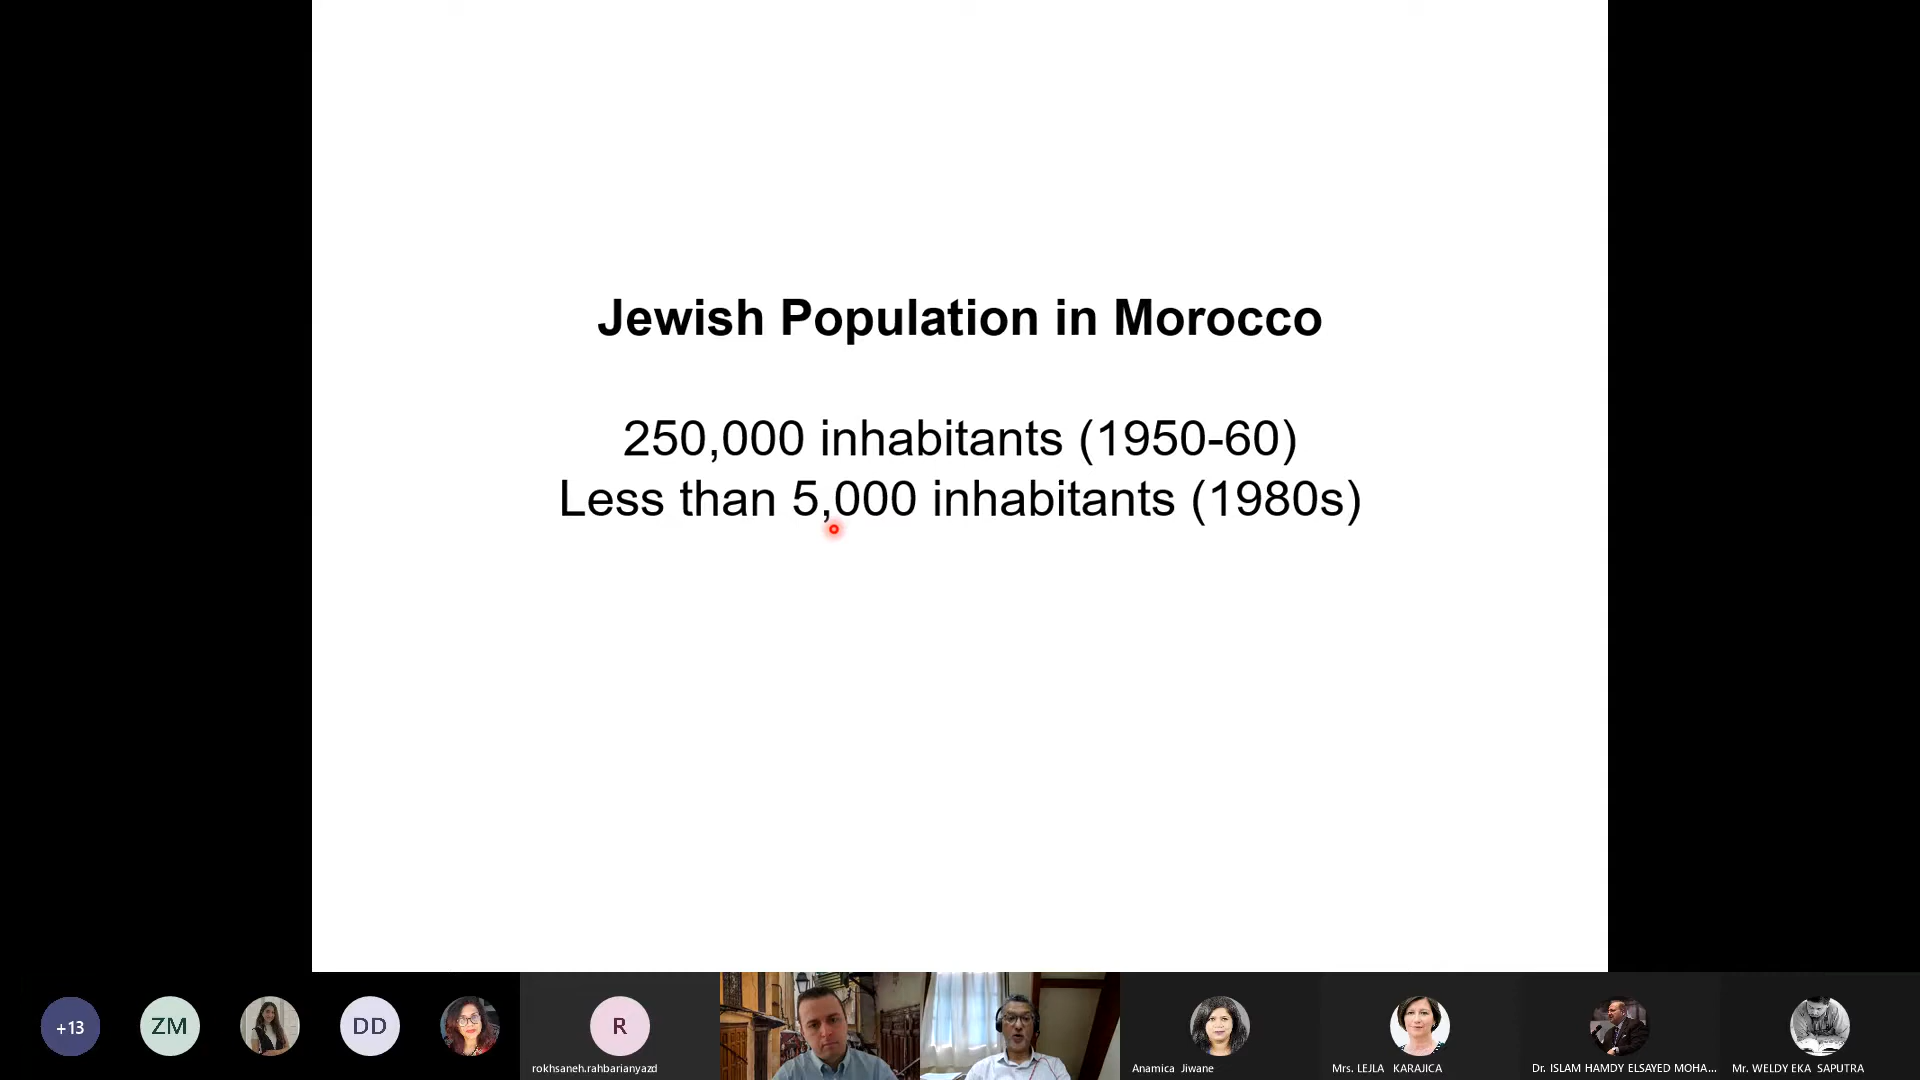 Jewish Population in Morocco
250,000 inhabitants (1950-60)
Less than 5,000 inhabitants (1980s)
+13
ZM
DD
R
rokhsaneh.rahbarianyazd
Anamica Jiwane
Mrs. LEJLA KARAJICA
Dr. ISLAM HAMDY ELSAYED MOHA...
Mr. WELDY EKA SAPUTRA